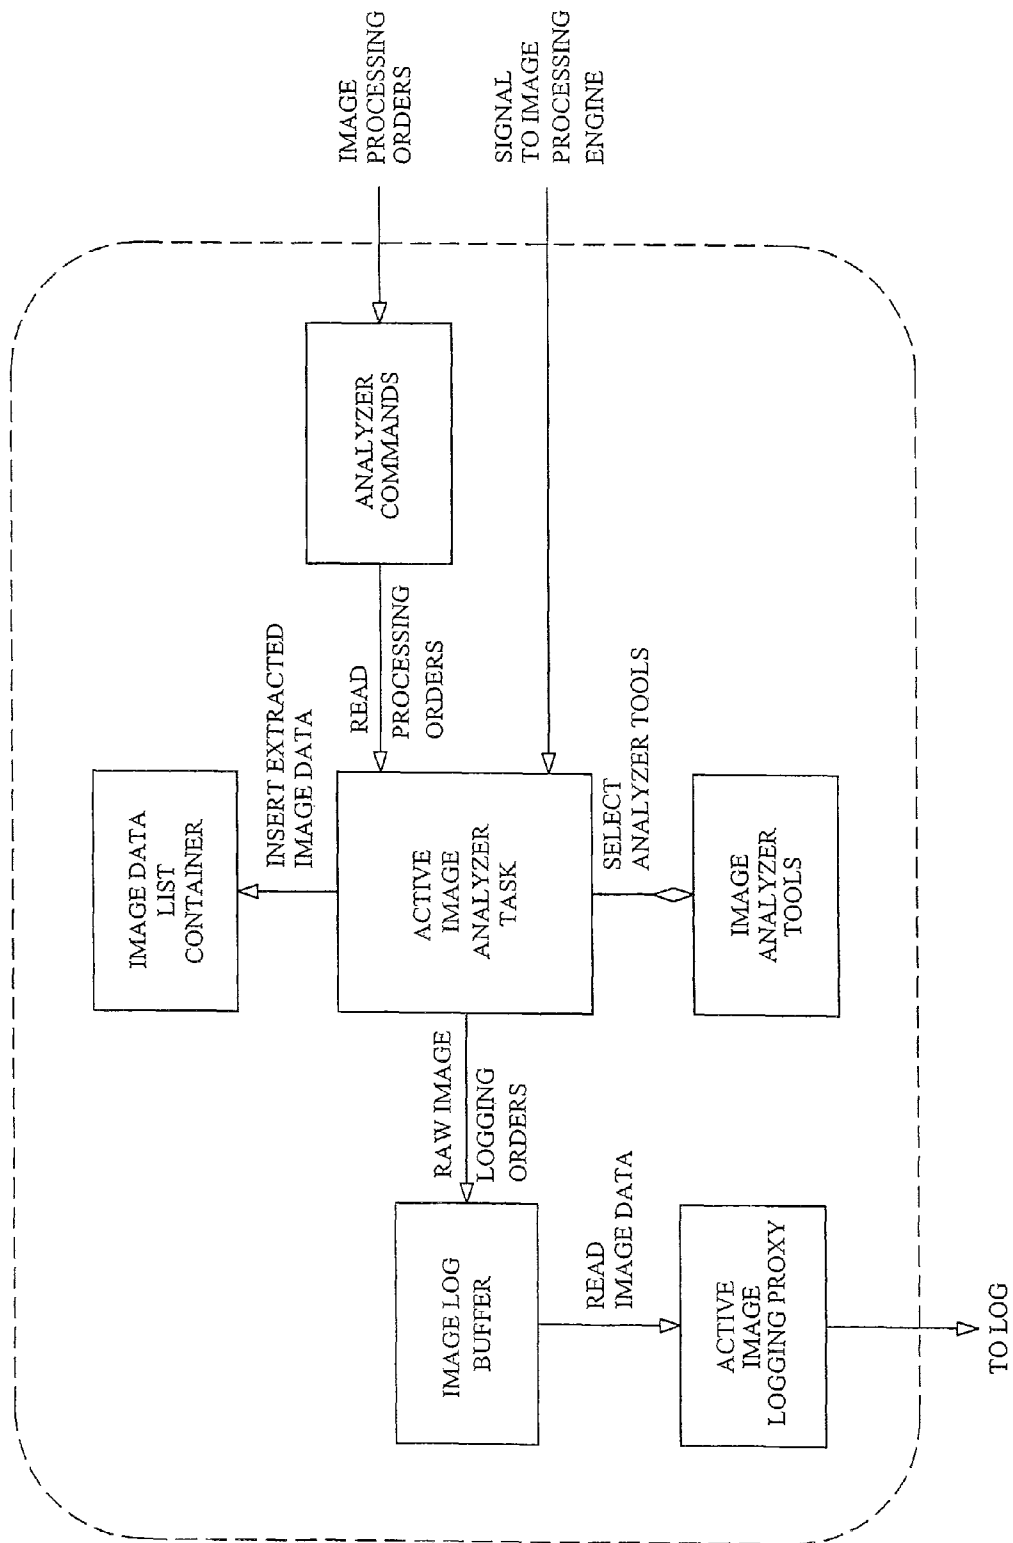 IMAGE
PROCESSING
ORDERS
SIGNAL
TO IMAGE
PROCESSING
ENGINE
ANALYZER
COMMANDS
READ
PROCESSING
ORDERS
INSERT EXTRACTED
IMAGE DATA
IMAGE DATA
LIST
CONTAINER
ACTIVE
IMAGE
ANALYZER
TASK
SELECT
ANALYZER TOOLS
IMAGE
ANALYZER
TOOLS
RAW IMAGE
LOGGING
ORDERS
IMAGE LOG
BUFFER
READ
IMAGE DATA
ACTIVE
IMAGE
LOGGING PROXY
TO LOG